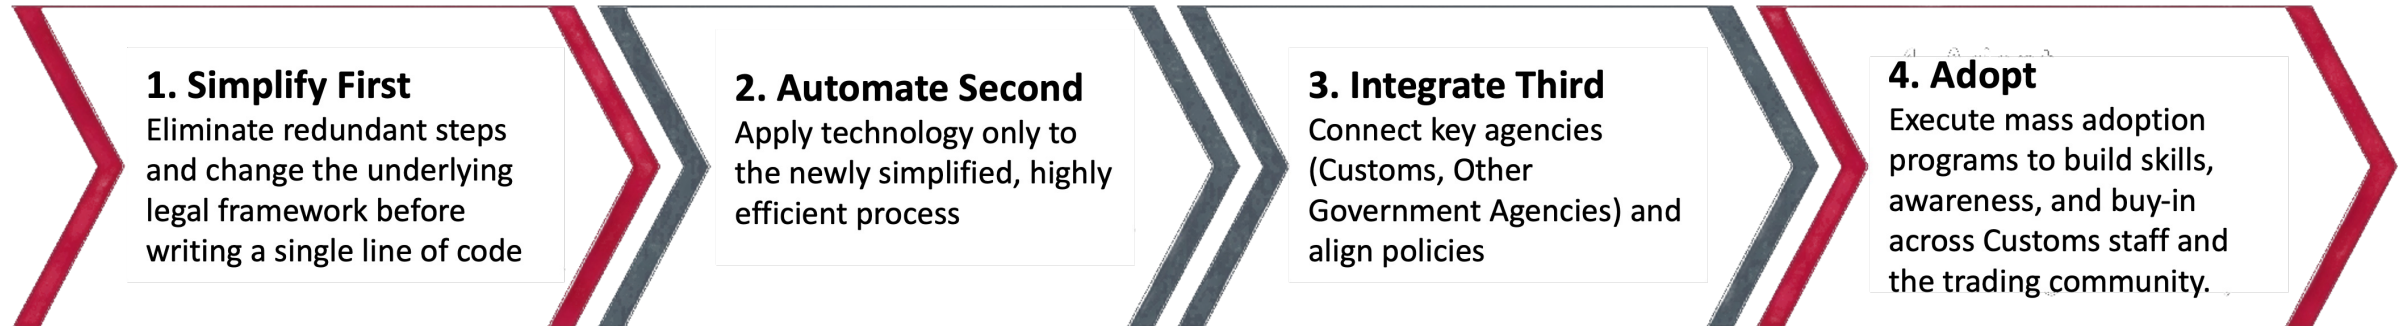 1. Simplify First
Eliminate redundant steps
and change the underlying
legal framework before
writing a single line of code
2. Automate Second
Apply technology only to
the newly simplified, highly
efficient process
3. Integrate Third
Connect key agencies
(Customs, Other
Government Agencies) and
align policies
4. Adopt
Execute mass adoption
programs to build skills,
awareness, and buy-in
across Customs staff and
the trading community.